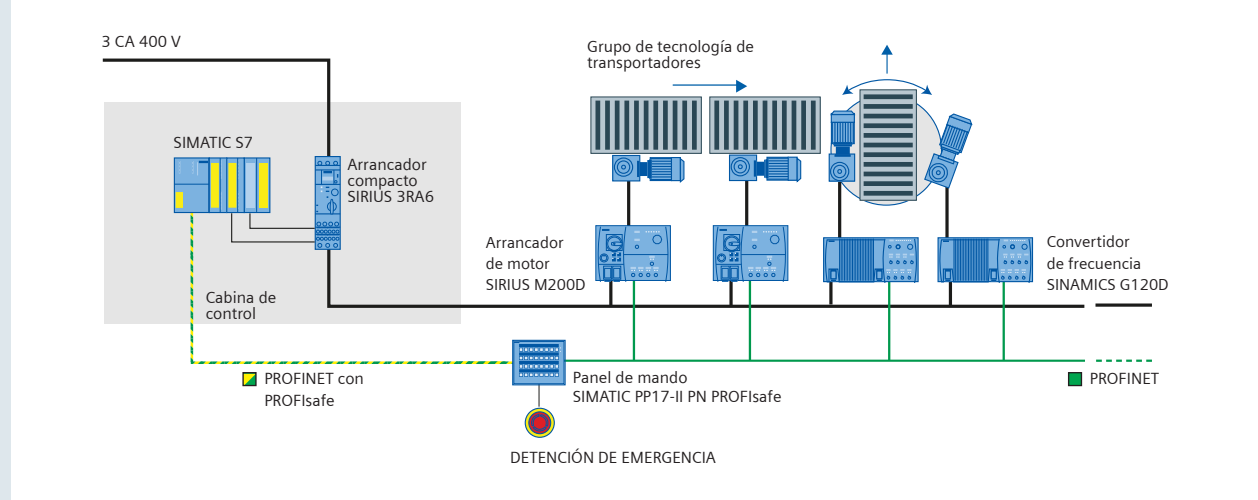 3 CA 400 V
Grupo de tecnología de
transportadores
SIMATIC S7
Arrancador
compacto
SIRIUS 3RA6
Arrancador
de motor
SIRIUS M200D
Convertidor
de frecuencia
SINAMICS G120D
Cabina de
control
PROFINET con
PROFIsafe
Panel de mando
SIMATIC PP17-II PN PROFIsafe
PROFINET
DETENCIÓN DE EMERGENCIA